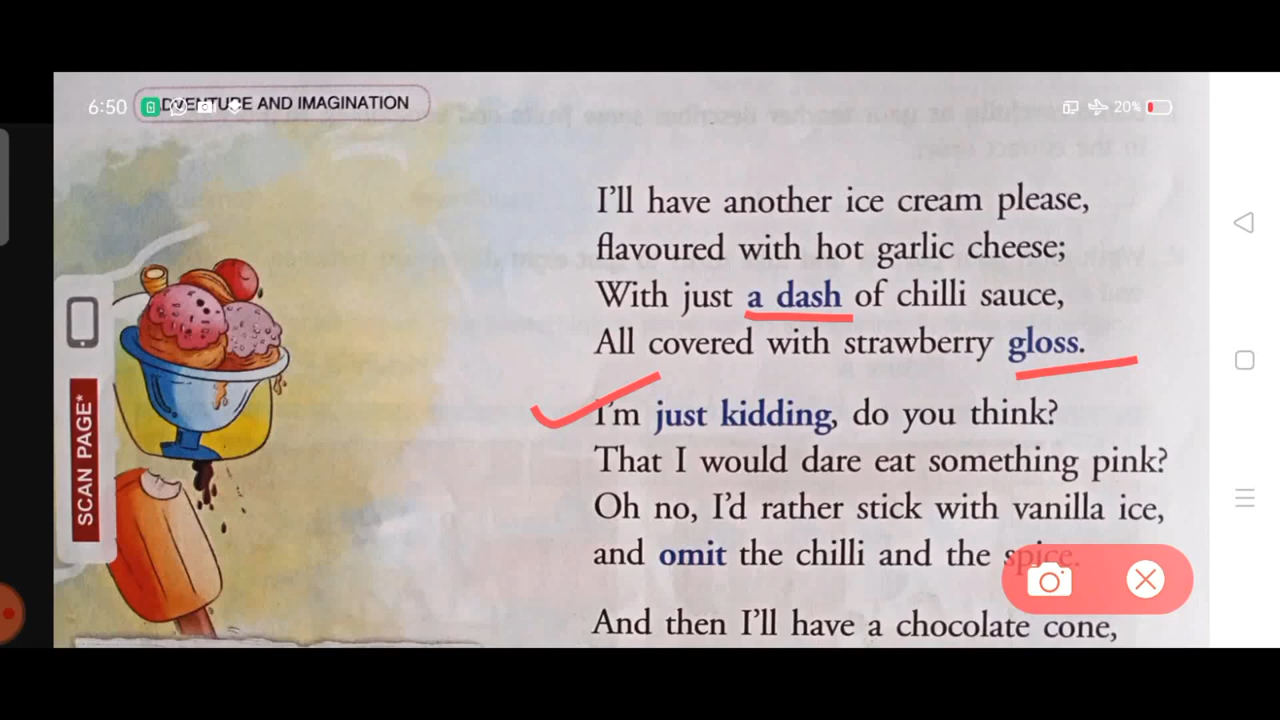 6:50
ADVENTURE AND IMAGINATION
20%
I'll have another ice cream please,
flavoured with hot garlic cheese;
With just a dash of chilli sauce,
All covered with strawberry gloss.
I'm just kidding, do you think?
That I would dare eat something pink?
Oh no, I'd rather stick with vanilla ice,
and omit the chilli and the spice.
And then I'll have a chocolate cone,
SCAN PAGE*